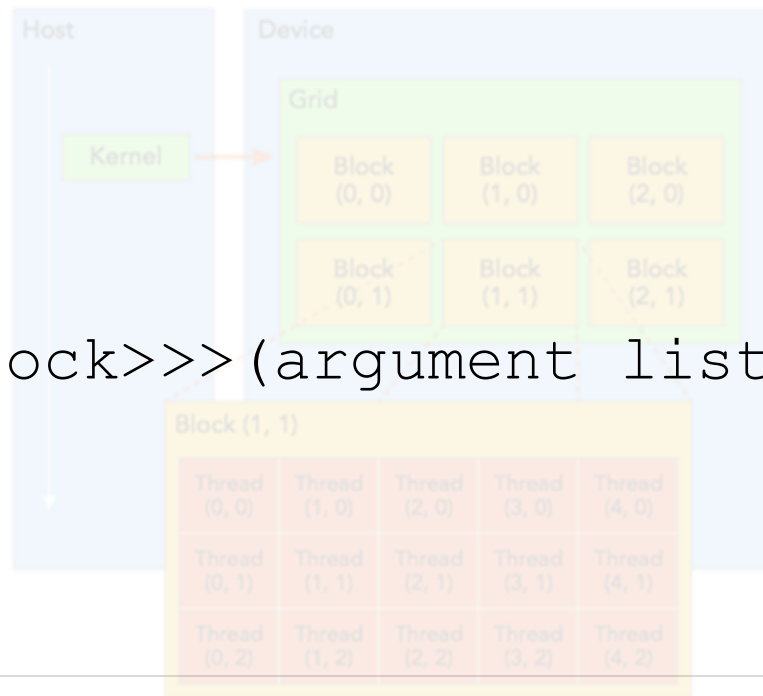 Host
Device
Grid
Kernel
Block
(0, 0)
Block
(1, 0)
Block
(2, 0)
Block
(0, 1)
Block
(1, 1)
Block
(2, 1)
ock>>>(argument list
Block (1, 1)
Thread
(0, 0)
Thread
(1, 0)
Thread
(2, 0)
Thread
(3, 0)
Thread
(4, 0)
Thread
(0, 1)
Thread
(1, 1)
Thread
(2, 1)
Thread
(3, 1)
Thread
(4, 1)
Thread
(0, 2)
Thread
(1, 2)
Thread
(2, 2)
Thread
(3, 2)
Thread
(4, 2)